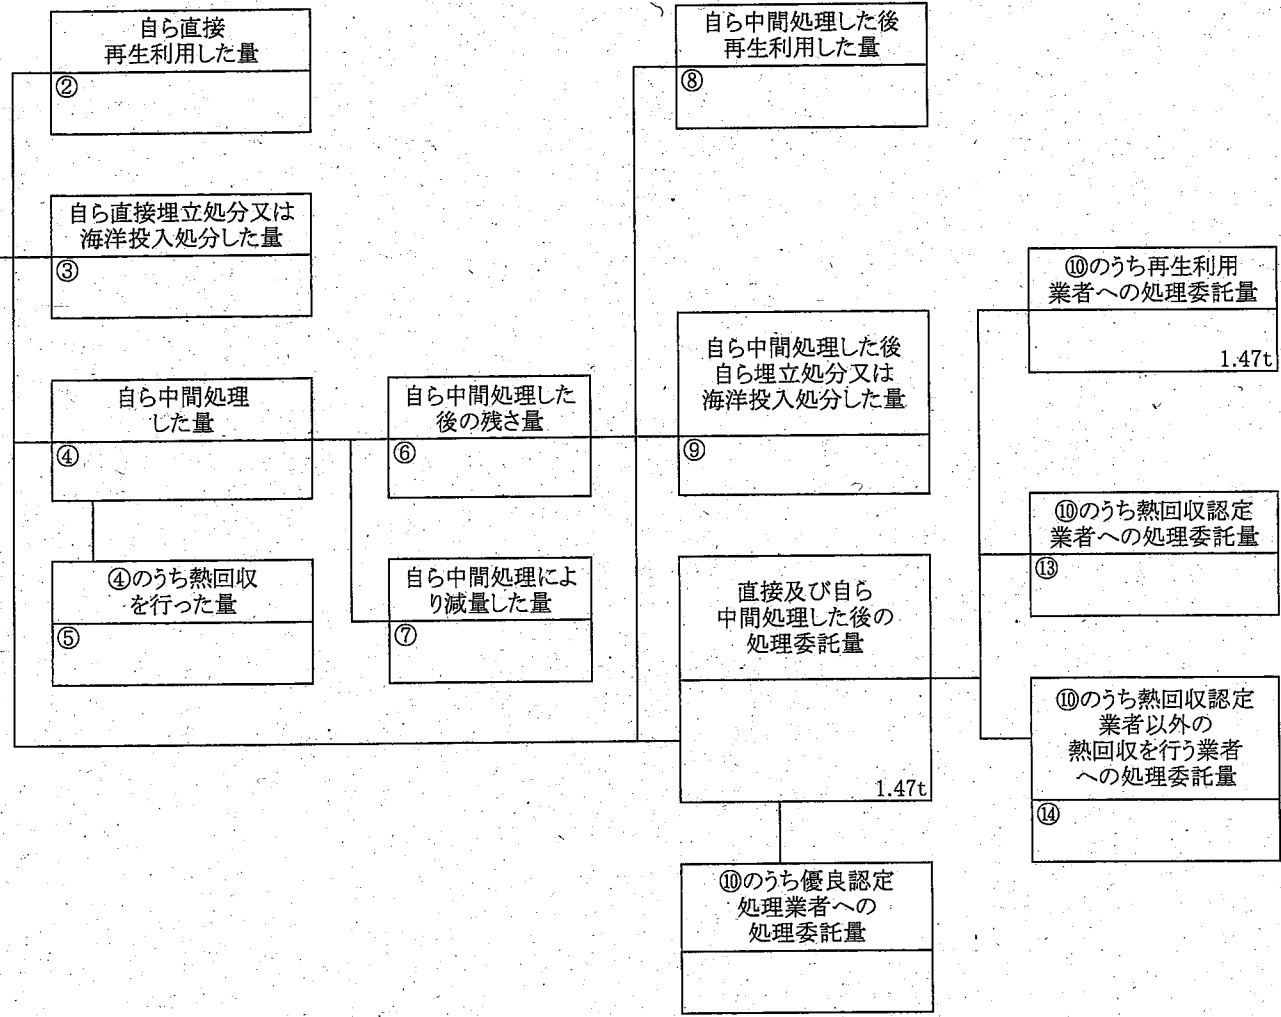 自ら直接
再生利用した量
②
自ら直接埋立処分又は
海洋投入処分した量
③
自ら中間処理
した量
④
④のうち熱回収
を行った量
⑤
自ら中間処理した
後の残さ量
⑥
自ら中間処理によ
り減量した量
⑦
自ら中間処理した後
再生利用した量
⑧
自ら中間処理した後
自ら埋立処分又は
海洋投入処分した量
⑨
直接及び自ら
中間処理した後の
処理委託量
1.47t
⑩のうち優良認定
処理業者への
処理委託量
⑩のうち再生利用
業者への処理委託量
1.47t
⑩のうち熱回収認定
業者への処理委託量
⑬
⑩のうち熱回収認定
業者以外の
熱回収を行う業者
への処理委託量
⑭